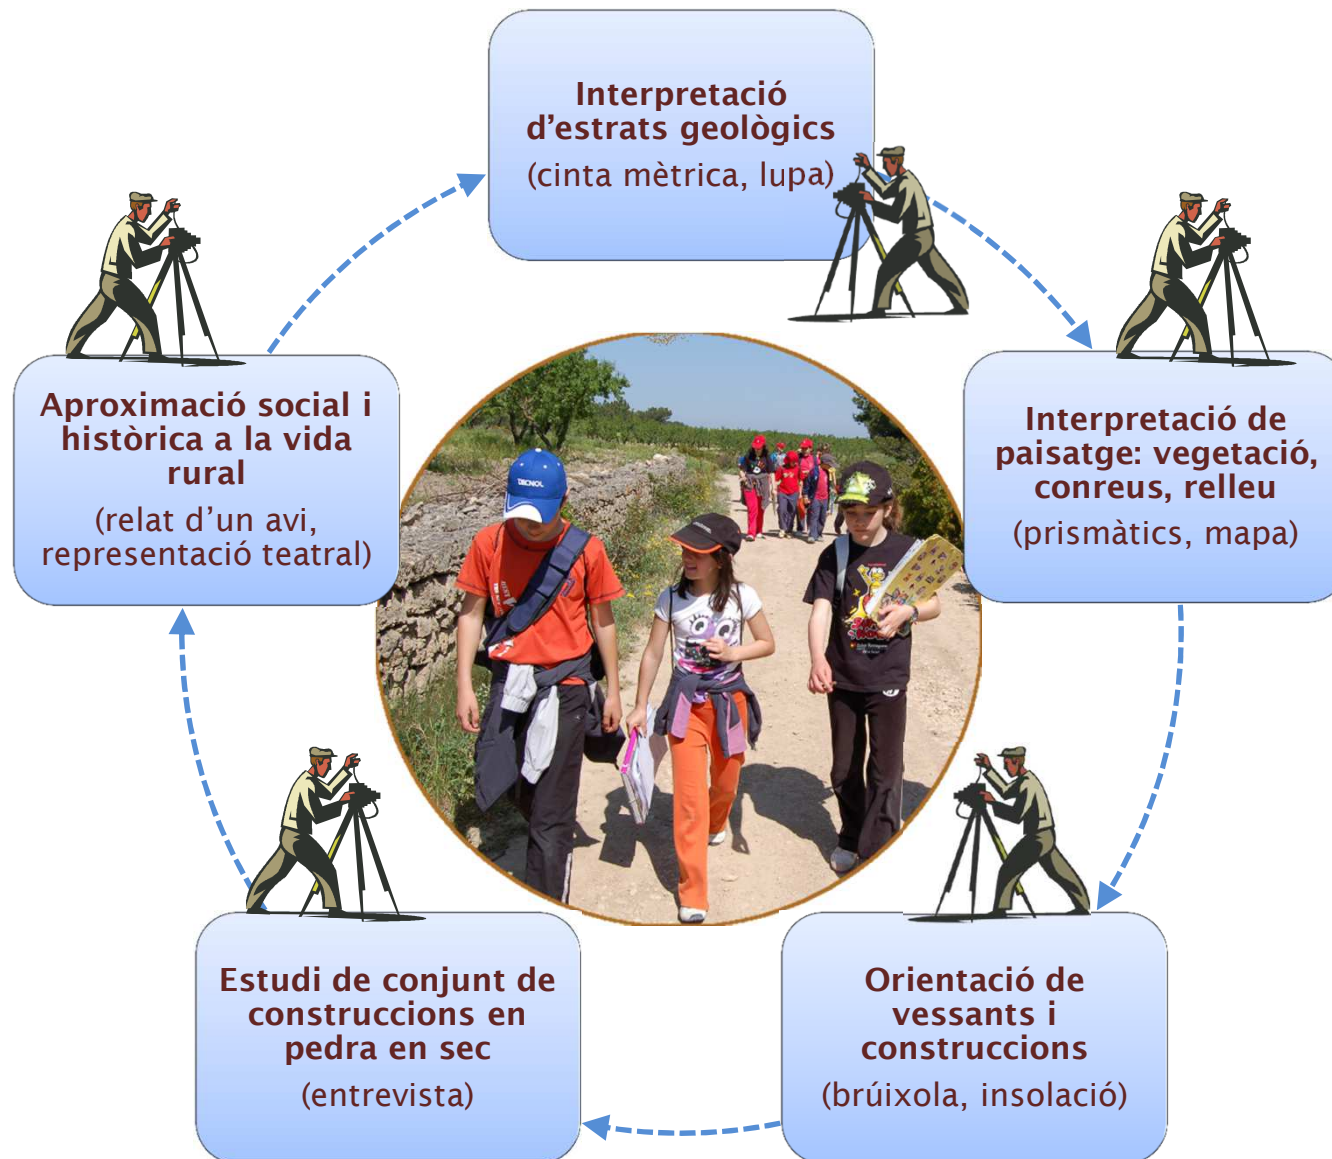 Interpretació
d’estrats geològics
(cinta mètrica, lupa)
Interpretació de
paisatge: vegetació,
conreus, relleu
(prismàtics, mapa)
Orientació de
vessants i
construccions
(brúixola, insolació)
Estudi de conjunt de
construccions en
pedra en sec
(entrevista)
Aproximació social i
històrica a la vida
rural
(relat d’un avi,
representació teatral)